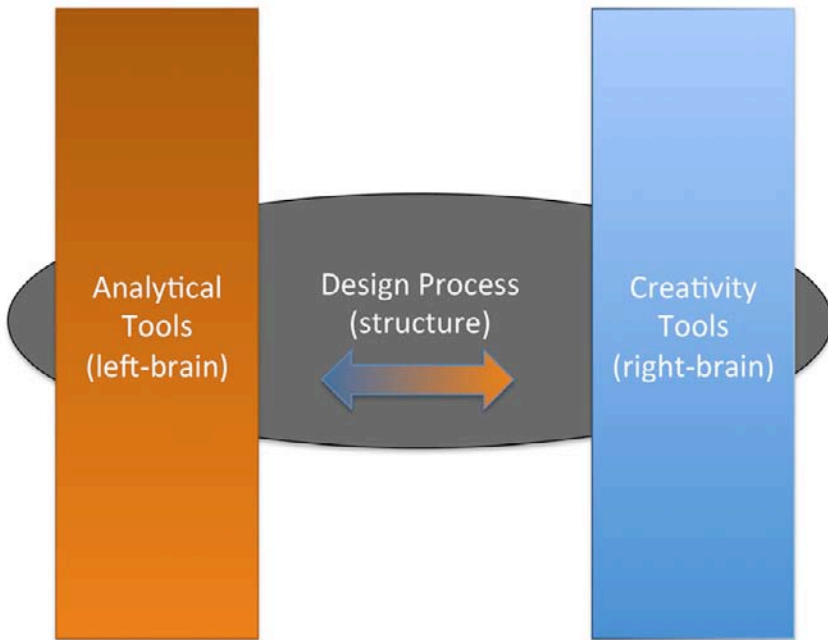 Analytical
Tools
(left-brain)
Design Process
(structure)
Creativity
Tools
(right-brain)